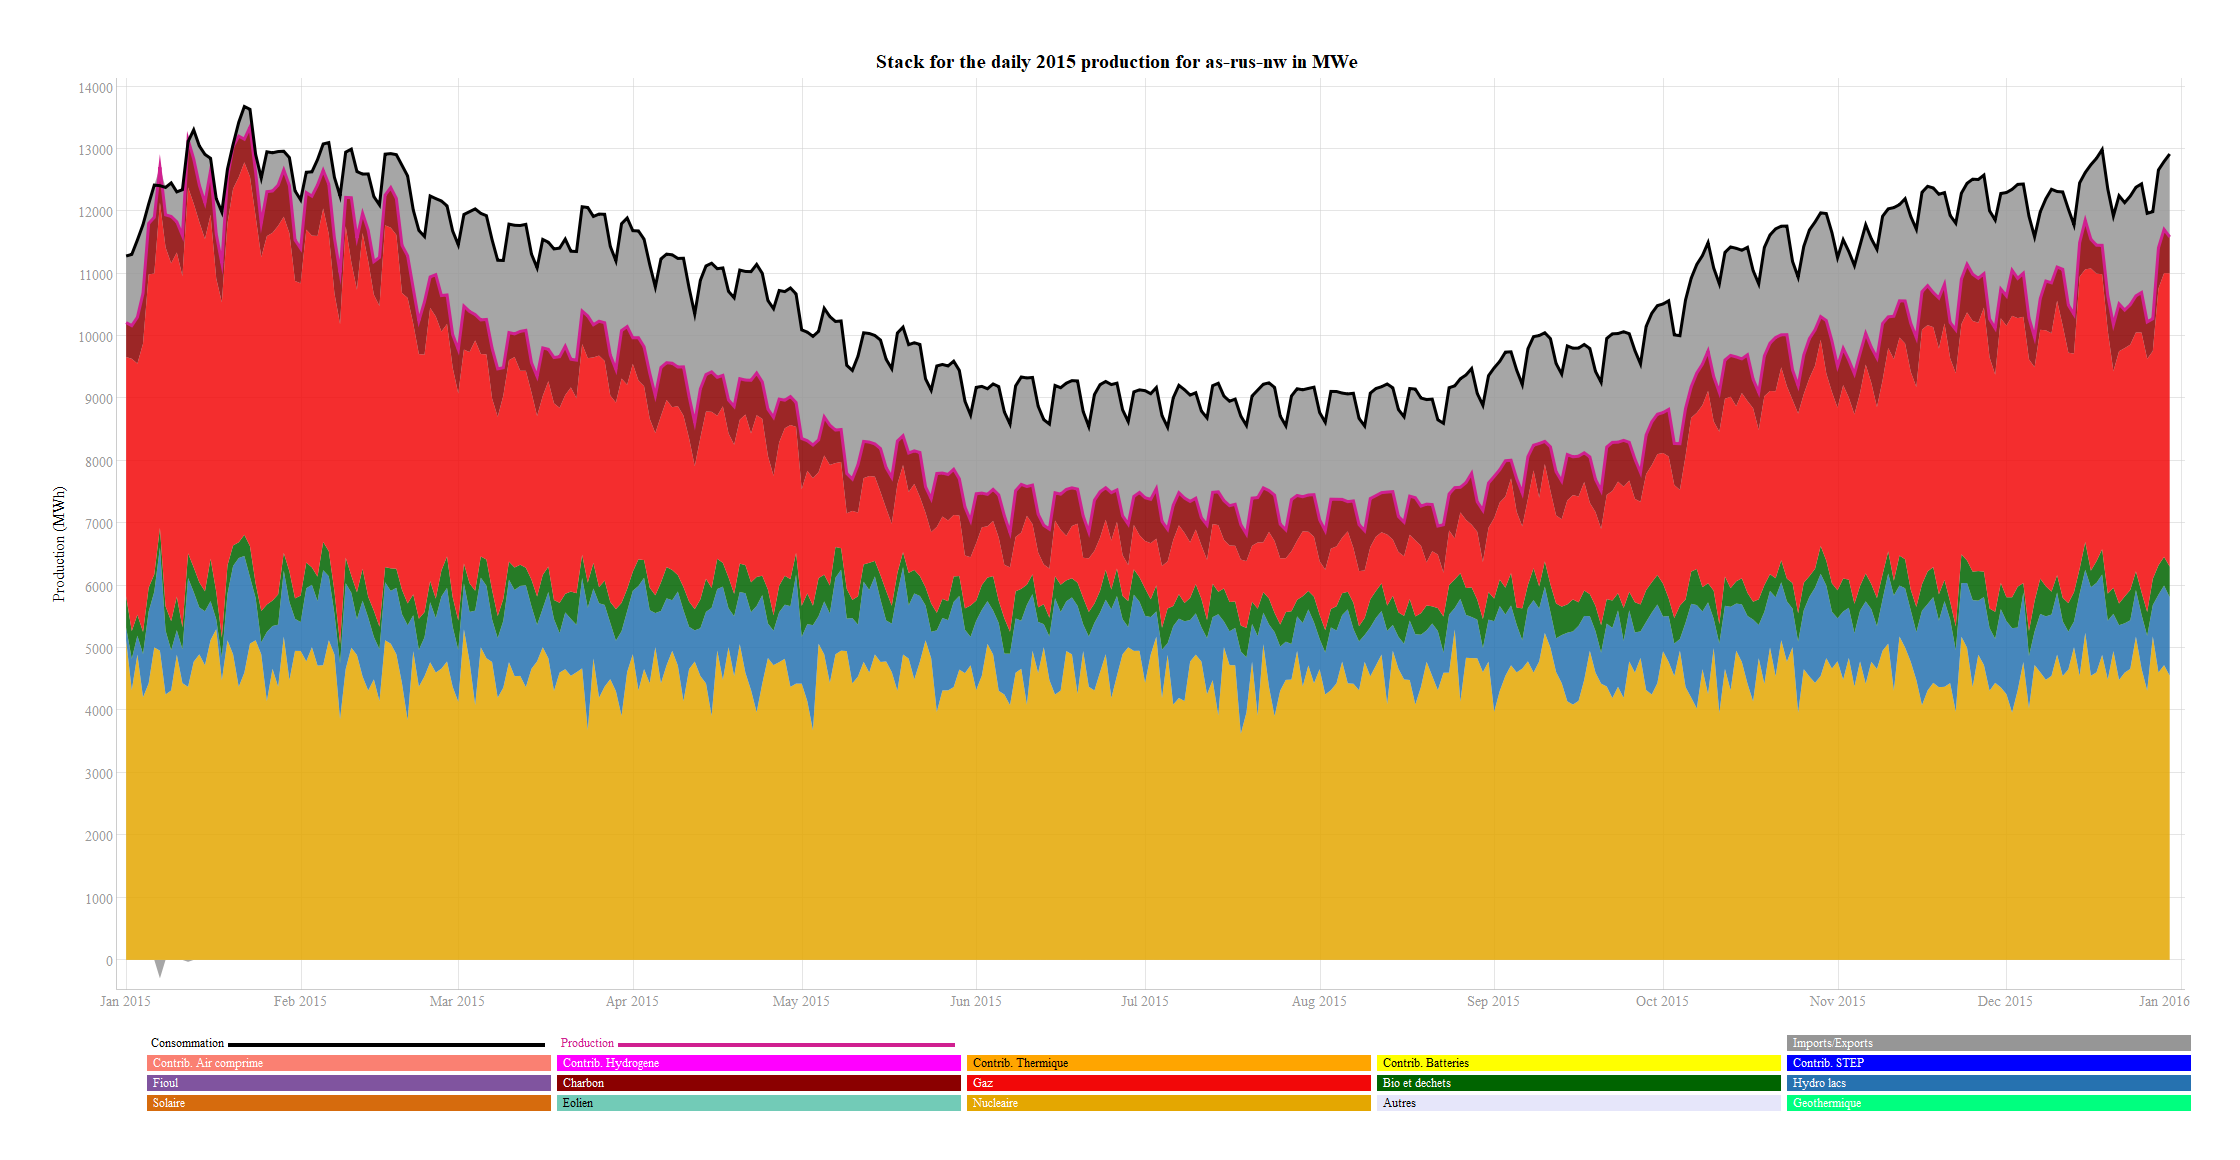 Stack for the daily 2015 production for as-rus-nw in MWe
14000
13000
12000
11000
10000
9000
8000
7000
6000
5000
4000
3000
2000
1000
0
Production (MWh)
Jan 2015 Feb 2015 Mar 2015 Apr 2015 May 2015 Jun 2015 Jul 2015 Aug 2015 Sep 2015 Oct 2015 Nov 2015 Dec 2015 Jan 2016
Consommation Production Imports/Exports
Contrib. Air comprime Contrib. Hydrogene Contrib. Thermique Contrib. Batteries Contrib. STEP
Fioul Charbon Gaz Bio et dechets Hydro lacs
Solaire Eolien Nucleaire Autres Geothermique